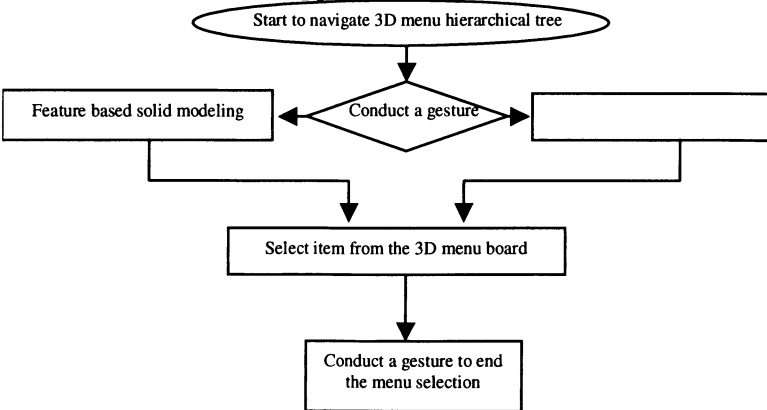 Start to navigate 3D menu hierarchical tree
Feature based solid modeling
Conduct a gesture
Select item from the 3D menu board
Conduct a gesture to end
the menu selection